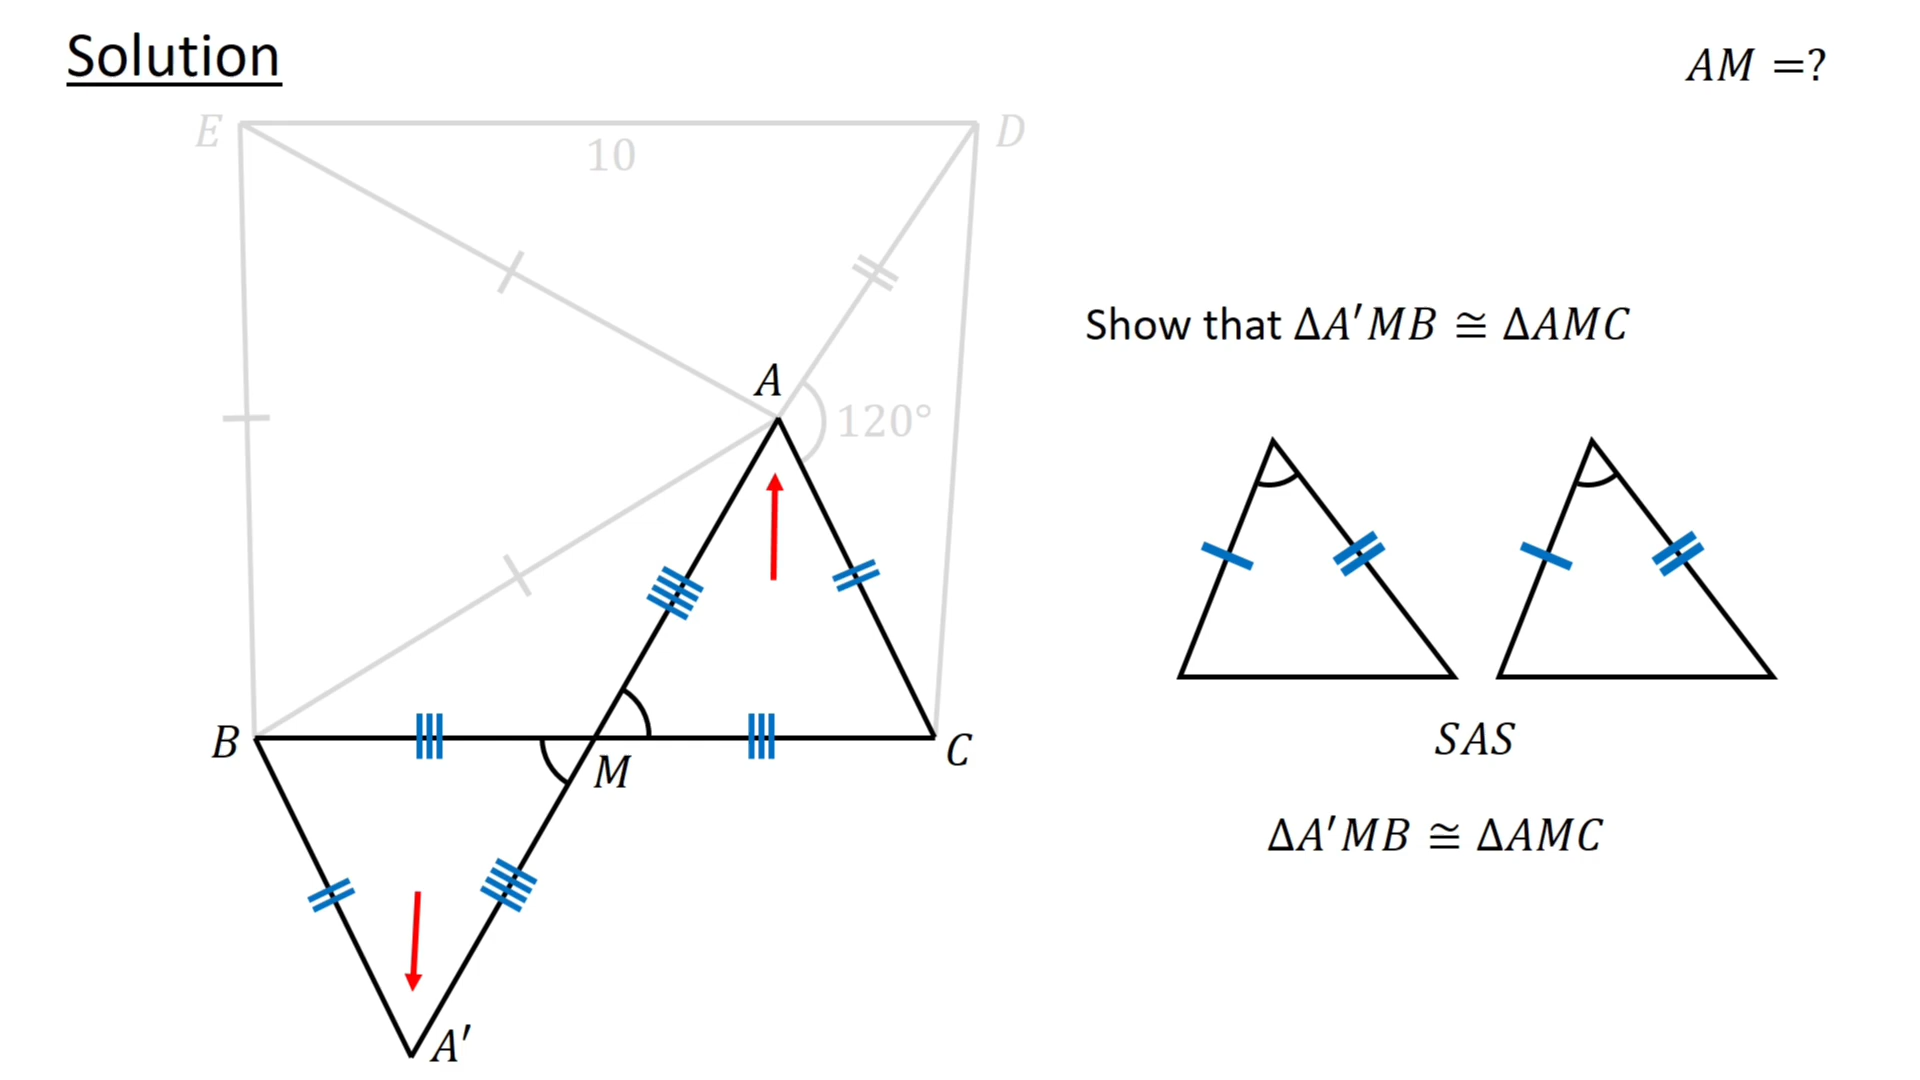 Solution
AM =?
E
D
10
Show that ΔA′MB ≅ ΔAMC
A
120°
B
M
C
SAS
ΔA′MB ≅ ΔAMC
A′